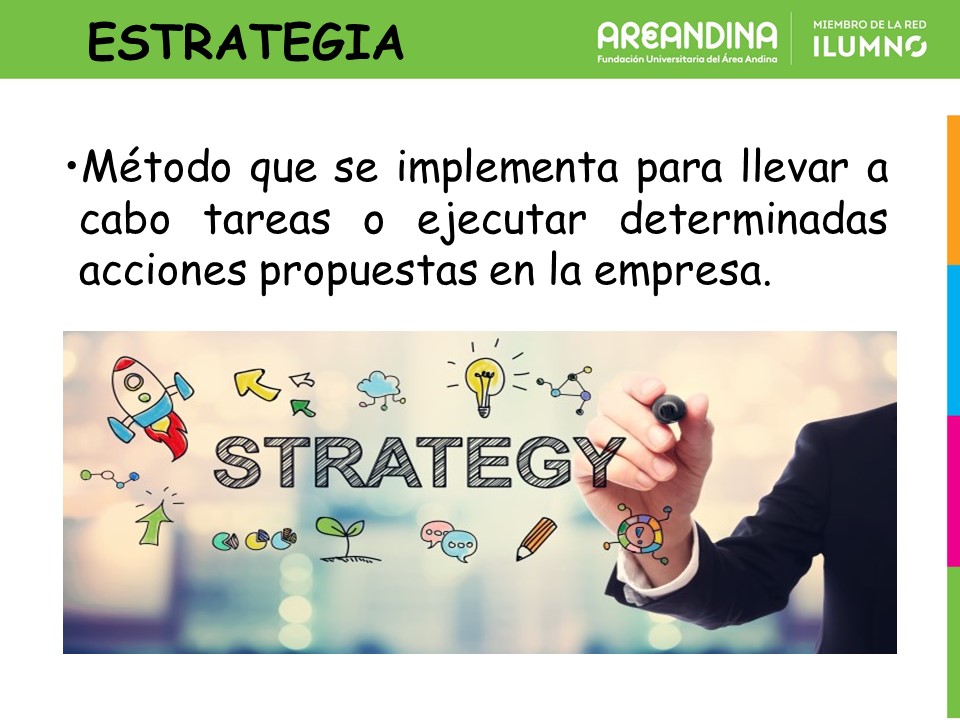 ESTRATEGIA
AREANDINA
Fundación Universitaria del Área Andina
MIEMBRO DE LA RED
ILUMNO
•Método que se implementa para llevar a
cabo tareas o ejecutar determinadas
acciones propuestas en la empresa.
STRATEGY